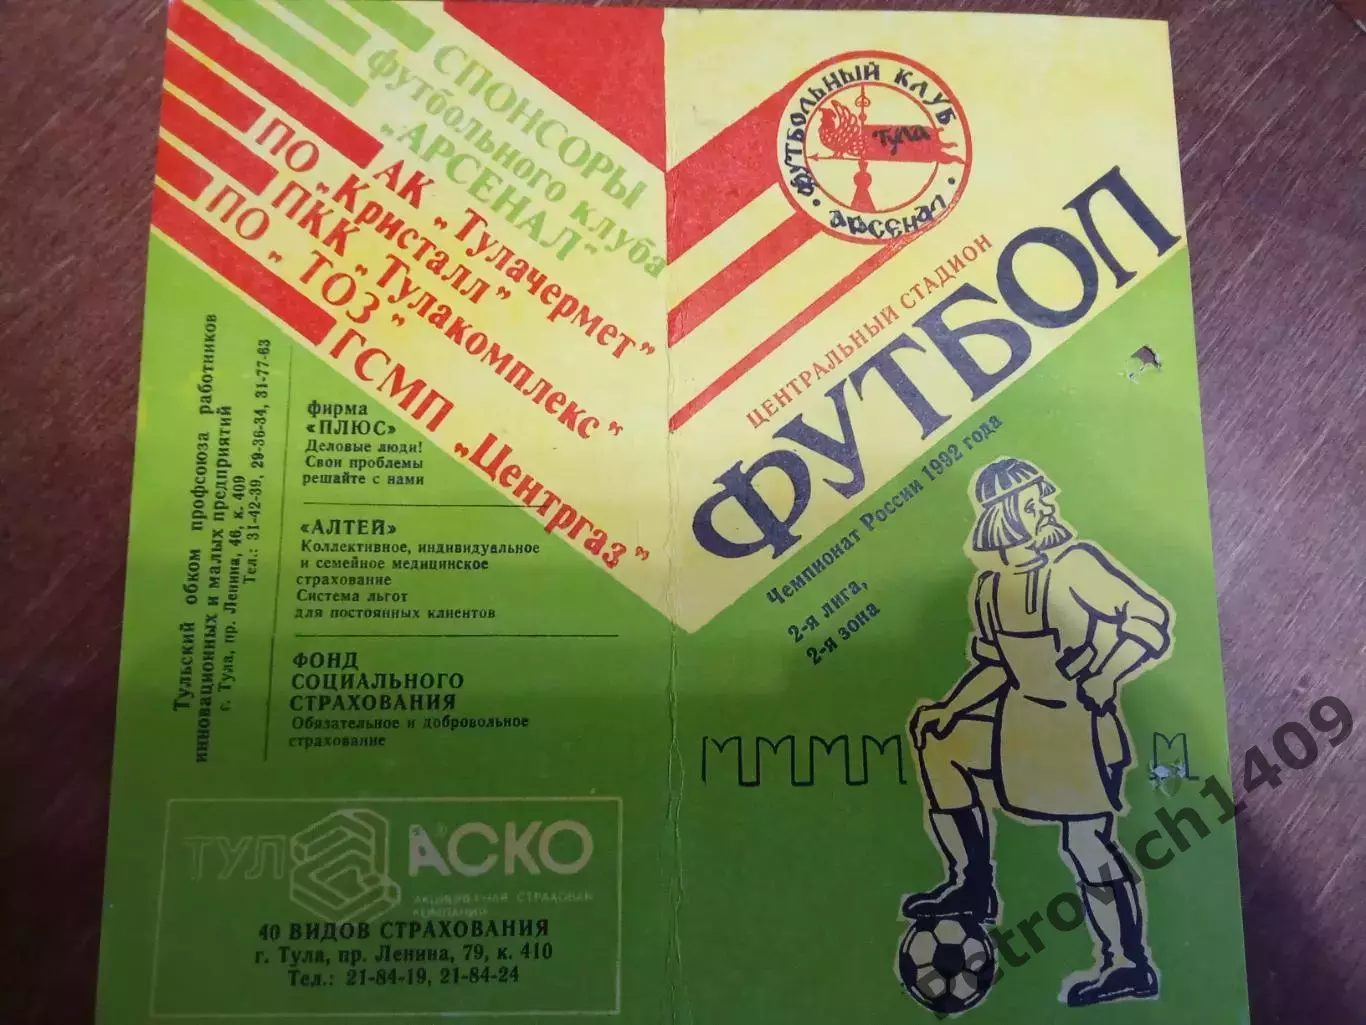 СПОНСОРЫ
футбольного клуба
"АРСЕНАЛ"
АК „Тулачермет"
ПО „Кристалл"
ПКК „Тулакомплекс"
ПО „ТОЗ"
ГСМП „Центргаз"
Тульский обком профсоюза работников
инновационных и малых предприятий
г. Тула, пр. Ленина, 46, к. 409
Тел.: 31-42-39, 29-36-34, 31-77-63
фирма
«ПЛЮС»
Деловые люди!
Свои проблемы
решайте с нами
«АЛТЕЙ»
Коллективное, индивидуальное
и семейное медицинское
страхование
Система льгот
для постоянных клиентов
ФОНД
СОЦИАЛЬНОГО
СТРАХОВАНИЯ
Обязательное и добровольное
страхование
ТУЛ АСКО
АКЦИОНЕРНАЯ СТРАХОВАЯ
КОМПАНИЯ
40 ВИДОВ СТРАХОВАНИЯ
г. Тула, пр. Ленина, 79, к. 410
Тел.: 21-84-19, 21-84-24
ФУТБОЛЬНЫЙ КЛУБ
Тула
• АРСЕНАЛ •
ЦЕНТРАЛЬНЫЙ СТАДИОН
ФУТБОЛ
Чемпионат России 1992 года
2-я лига,
2-я зона
Petrovich1409